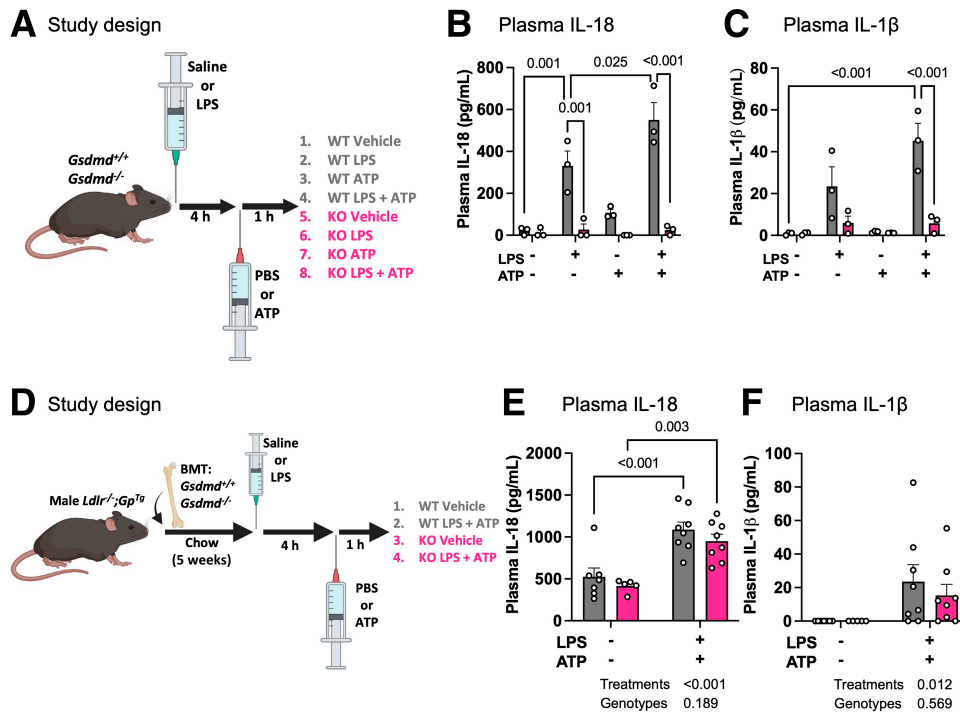 A Study design
Saline
or
LPS
Gsdmd+/+
Gsdmd-/-
4 h
1 h
PBS
or
ATP
1. WT Vehicle
2. WT LPS
3. WT ATP
4. WT LPS + ATP
5. KO Vehicle
6. KO LPS
7. KO ATP
8. KO LPS + ATP
B Plasma IL-18
Plasma IL-18 (pg/mL)
800
600
400
200
0
0.001
0.025
<0.001
0.001
LPS - + - +
ATP - - + +
C Plasma IL-1β
Plasma IL-1β (pg/mL)
80
60
40
20
0
<0.001
<0.001
LPS - + - +
ATP - - + +
D Study design
Male Ldlr-/-;GpTg
BMT:
Gsdmd+/+
Gsdmd-/-
Chow
(5 weeks)
Saline
or
LPS
4 h
1 h
PBS
or
ATP
1. WT Vehicle
2. WT LPS + ATP
3. KO Vehicle
4. KO LPS + ATP
E Plasma IL-18
Plasma IL-18 (pg/mL)
2000
1500
1000
500
0
0.003
<0.001
LPS - +
ATP - +
Treatments <0.001
Genotypes 0.189
F Plasma IL-1β
Plasma IL-1β (pg/mL)
100
80
60
40
20
0
LPS - +
ATP - +
Treatments 0.012
Genotypes 0.569